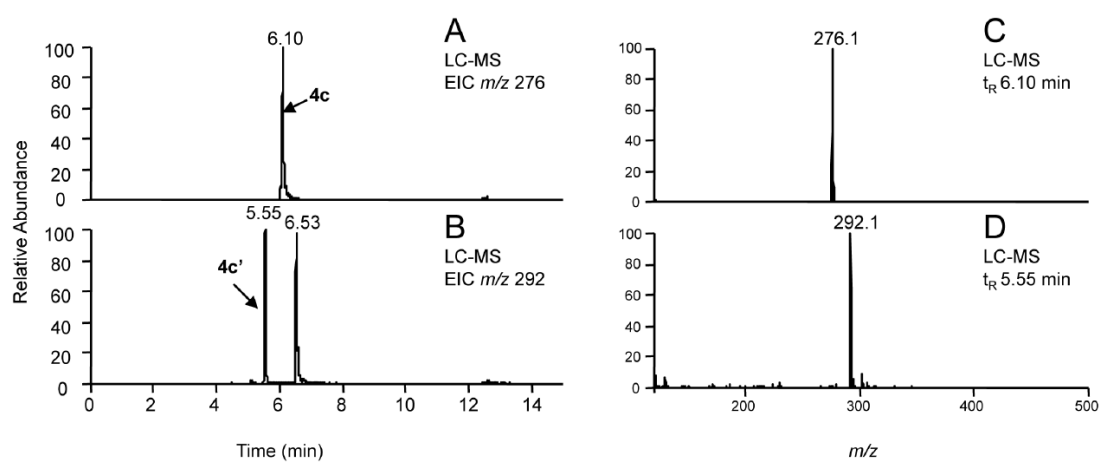 A
LC-MS
EIC m/z 276
6.10
4c
100
80
60
40
20
0
B
LC-MS
EIC m/z 292
5.55
6.53
4c’
100
80
60
40
20
0
0 2 4 6 8 10 12 14
Time (min)
Relative Abundance
C
LC-MS
tR 6.10 min
276.1
100
80
60
40
20
0
D
LC-MS
tR 5.55 min
292.1
100
80
60
40
20
0
200 300 400 500
m/z